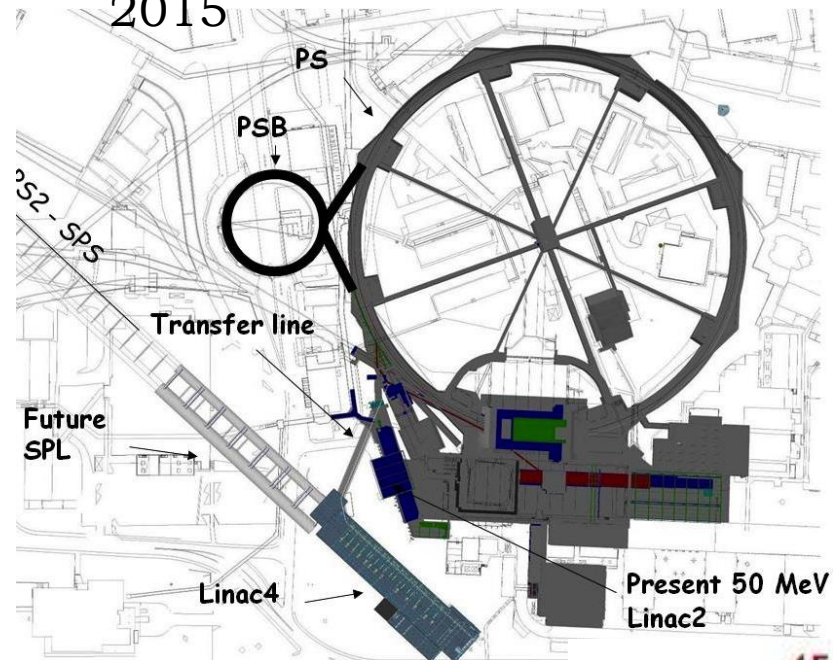 2015
PS
PSB
PS2 - SPS
Transfer line
Future
SPL
Linac4
Present 50 MeV
Linac2